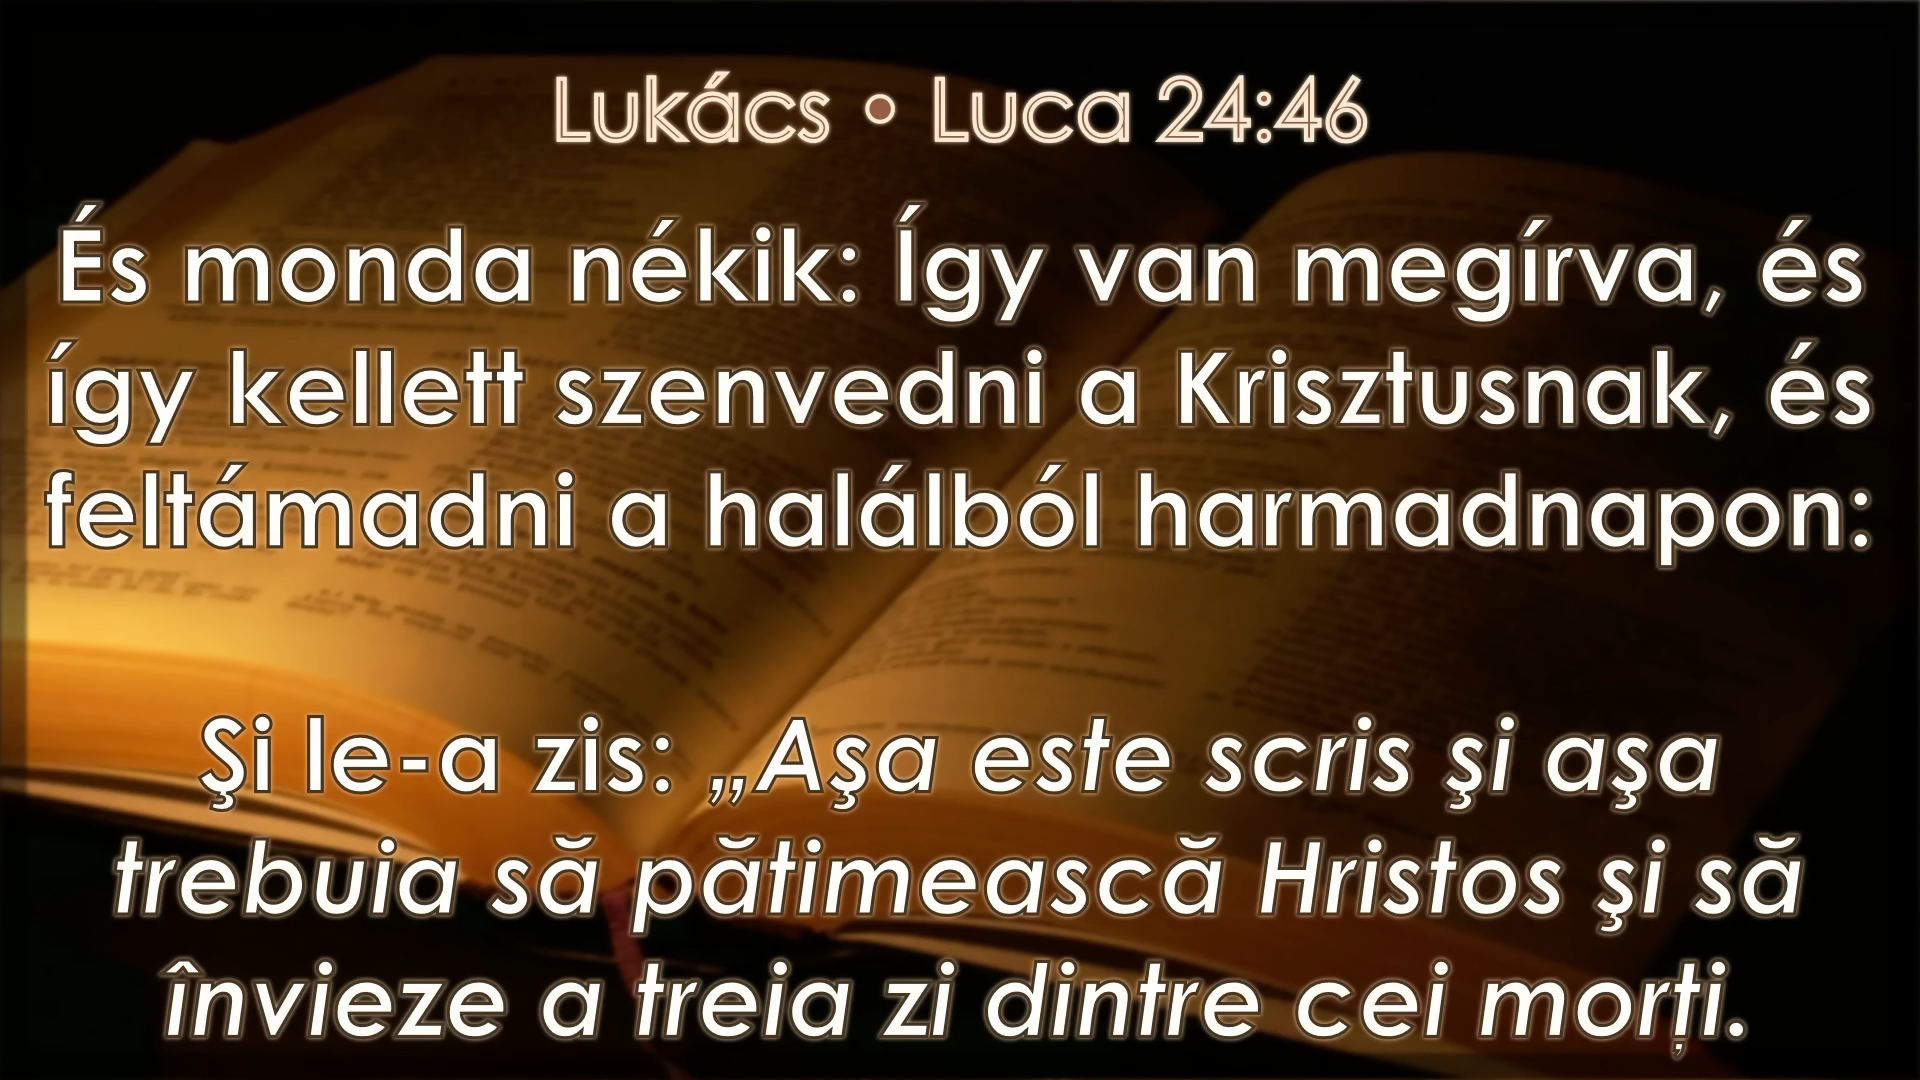 Lukács • Luca 24:46
És monda nékik: Így van megírva, és
így kellett szenvedni a Krisztusnak, és
feltámadni a halálból harmadnapon:
Şi le-a zis: „Aşa este scris şi aşa
trebuia să pătimească Hristos şi să
învieze a treia zi dintre cei morți.